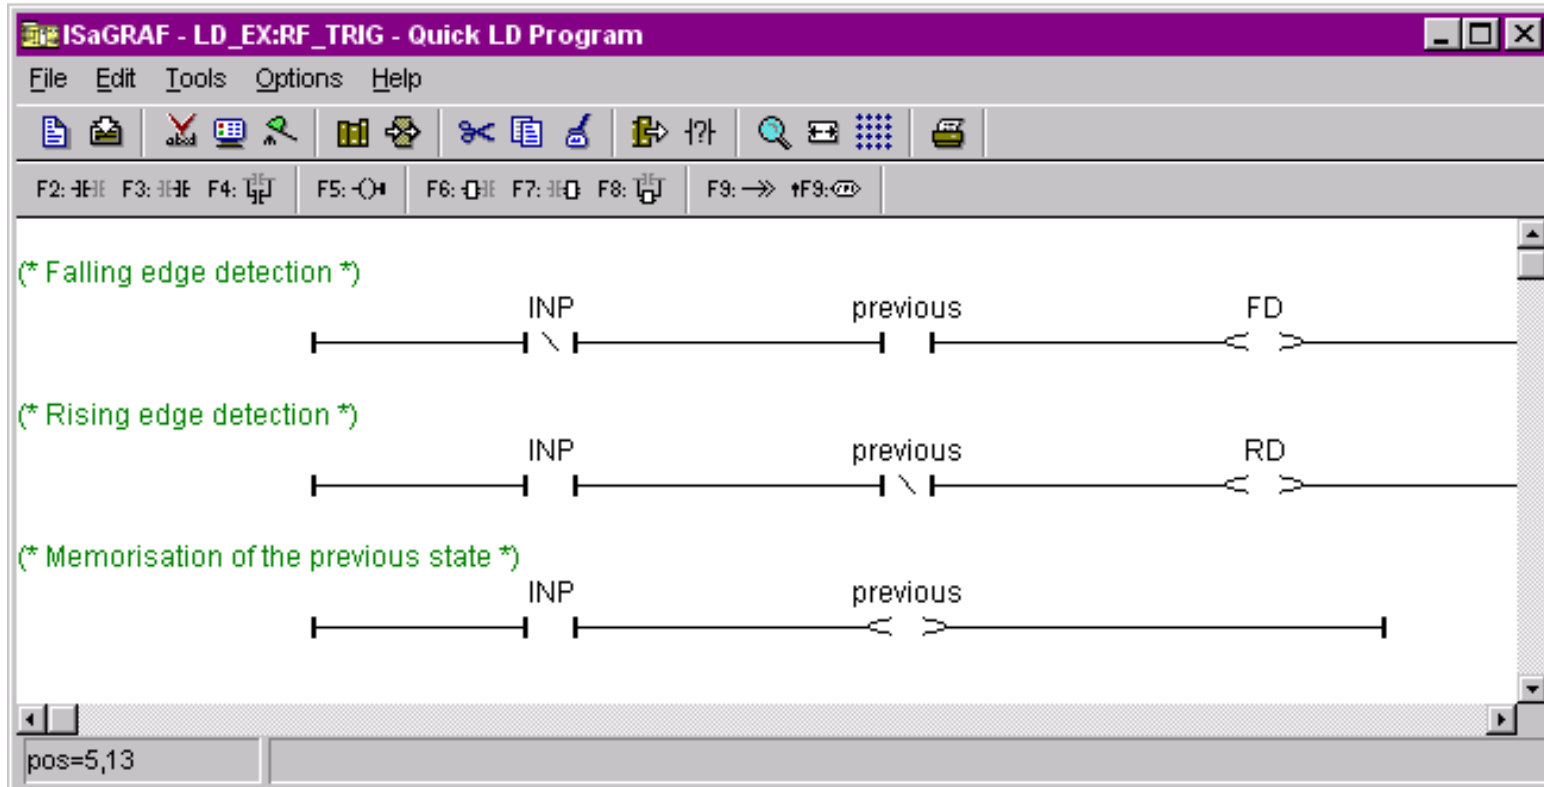 ISaGRAF - LD_EX:RF_TRIG - Quick LD Program
File Edit Tools Options Help
F2: F3: F4: F5: F6: F7: F8: F9: F9:
(* Falling edge detection *)
INP previous FD
(* Rising edge detection *)
INP previous RD
(* Memorisation of the previous state *)
INP previous
pos=5,13